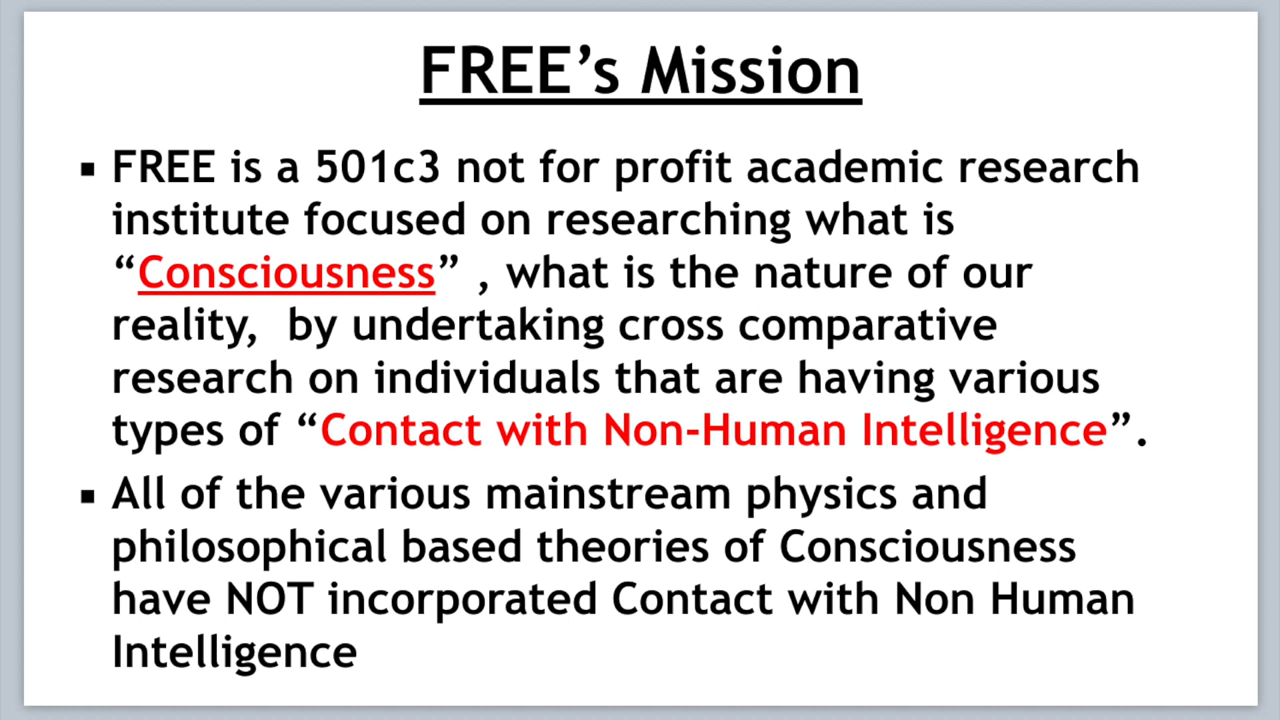 FREE’s Mission
▪ FREE is a 501c3 not for profit academic research
institute focused on researching what is
“Consciousness” , what is the nature of our
reality,  by undertaking cross comparative
research on individuals that are having various
types of “Contact with Non-Human Intelligence”.
▪ All of the various mainstream physics and
philosophical based theories of Consciousness
have NOT incorporated Contact with Non Human
Intelligence